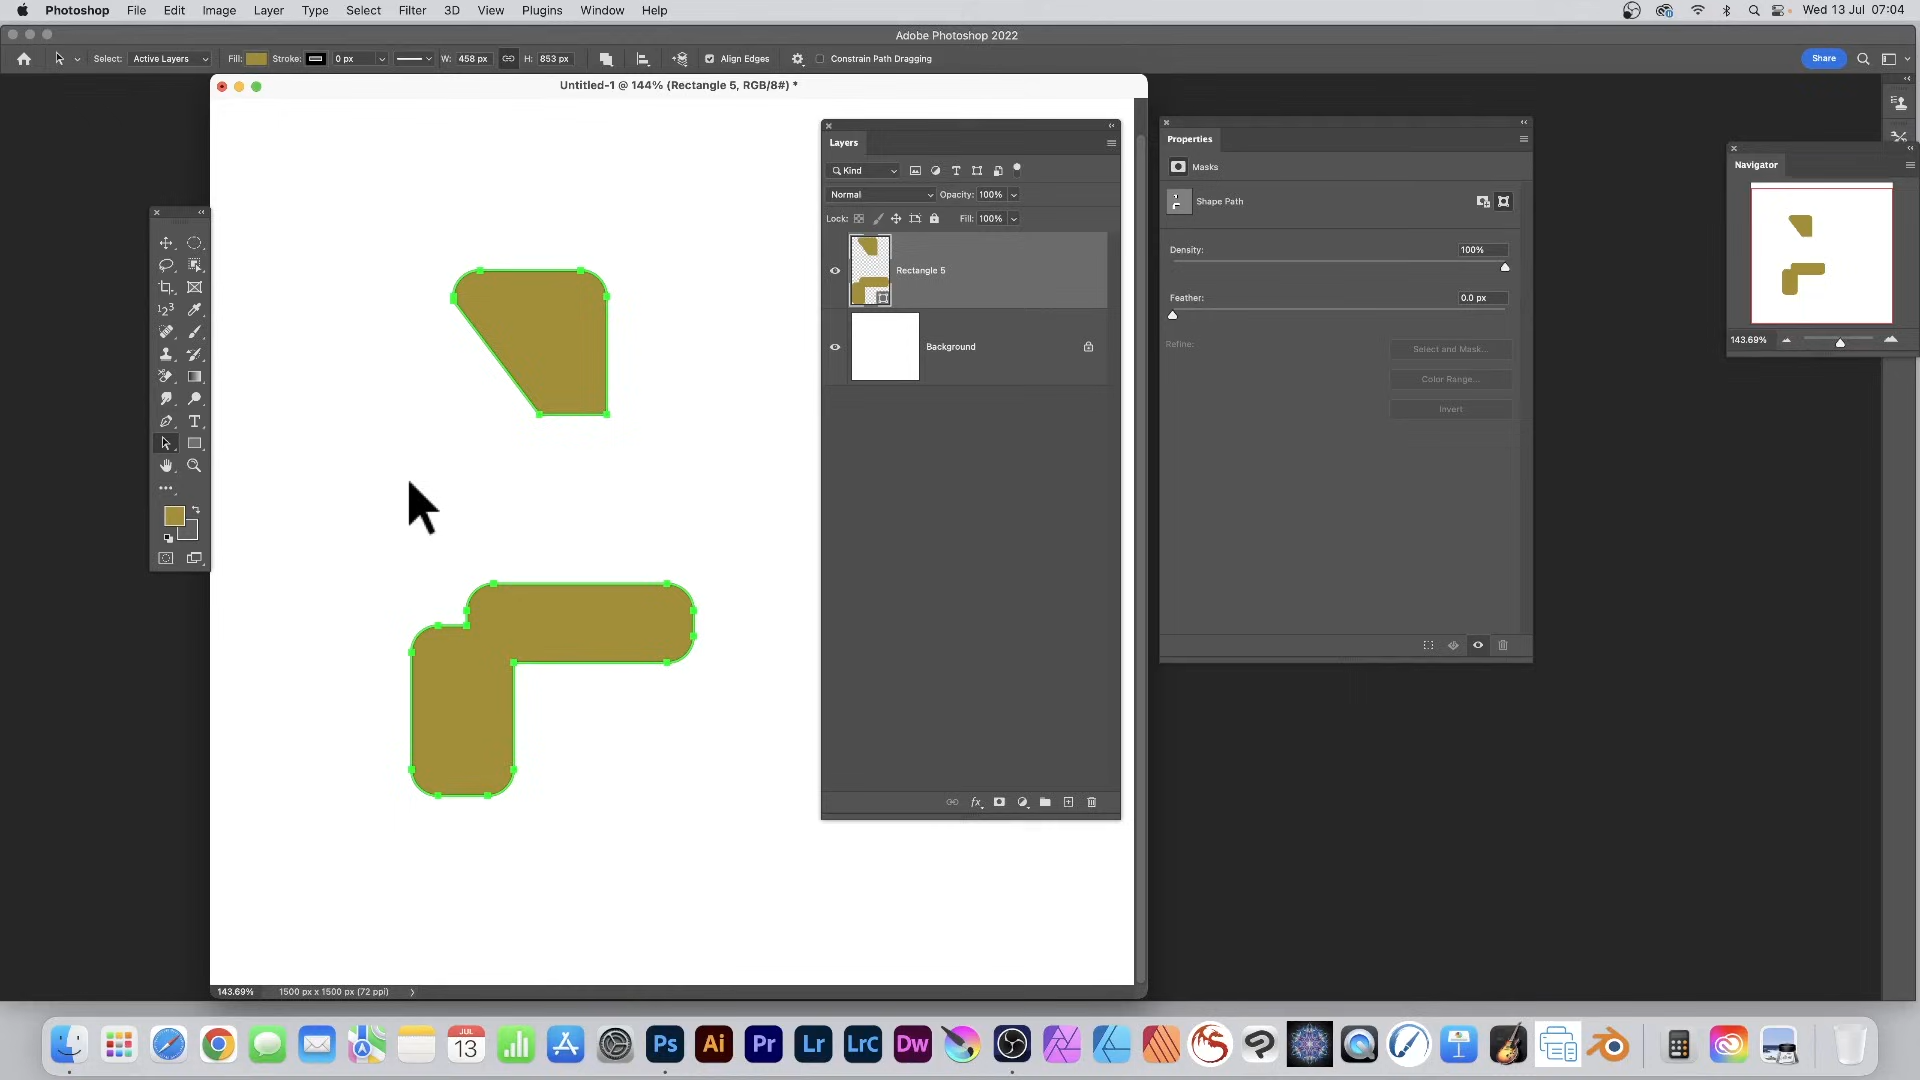 Photoshop File Edit Image Layer Type Select Filter 3D View Plugins Window Help Wed 13 Jul 07:04
Adobe Photoshop 2022
Select: Active Layers Fill: Stroke: 0 px W: 458 px H: 853 px Align Edges Constrain Path Dragging Share
Untitled-1 @ 144% (Rectangle 5, RGB/8#) *
Layers
Kind
Normal Opacity: 100%
Lock: Fill: 100%
Rectangle 5
Background
fx
Properties
Masks
Shape Path
Density: 100%
Feather: 0.0 px
Refine: Select and Mask...
Color Range...
Invert
Navigator
143.69%
123
T
143.69% 1500 px x 1500 px (72 ppi)
JUL
13
Ps Ai Pr Lr LrC Dw